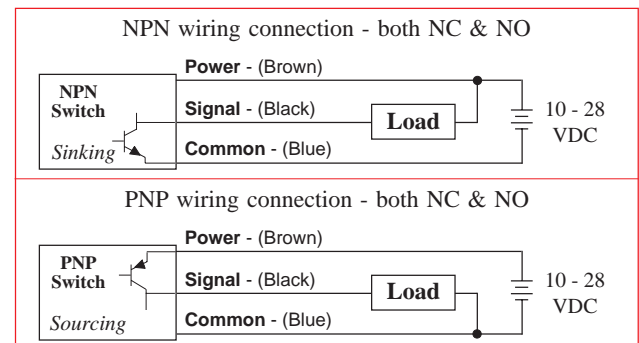 NPN wiring connection - both NC & NO
Power - (Brown)
NPN
Switch
Signal - (Black)
Load
10 - 28
VDC
Sinking
Common - (Blue)
PNP wiring connection - both NC & NO
Power - (Brown)
PNP
Switch
Signal - (Black)
Load
10 - 28
VDC
Sourcing
Common - (Blue)